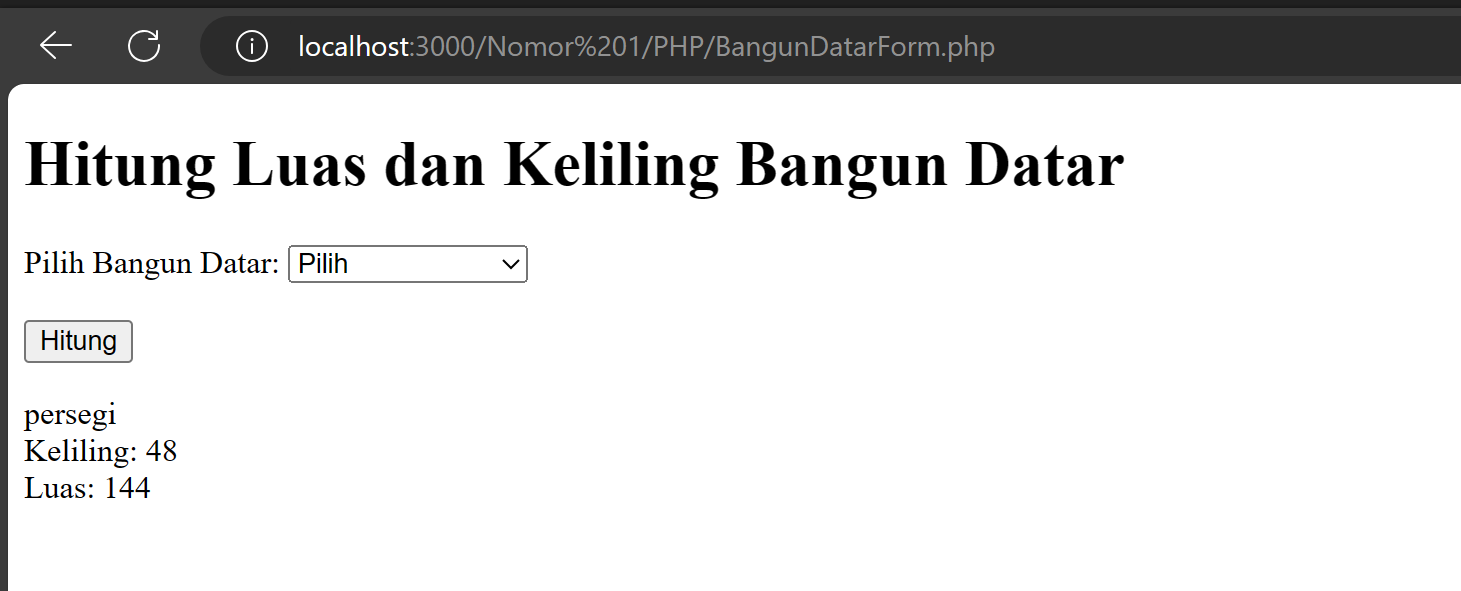 localhost:3000/Nomor%201/PHP/BangunDatarForm.php
Hitung Luas dan Keliling Bangun Datar
Pilih Bangun Datar: Pilih
Hitung
persegi
Keliling: 48
Luas: 144